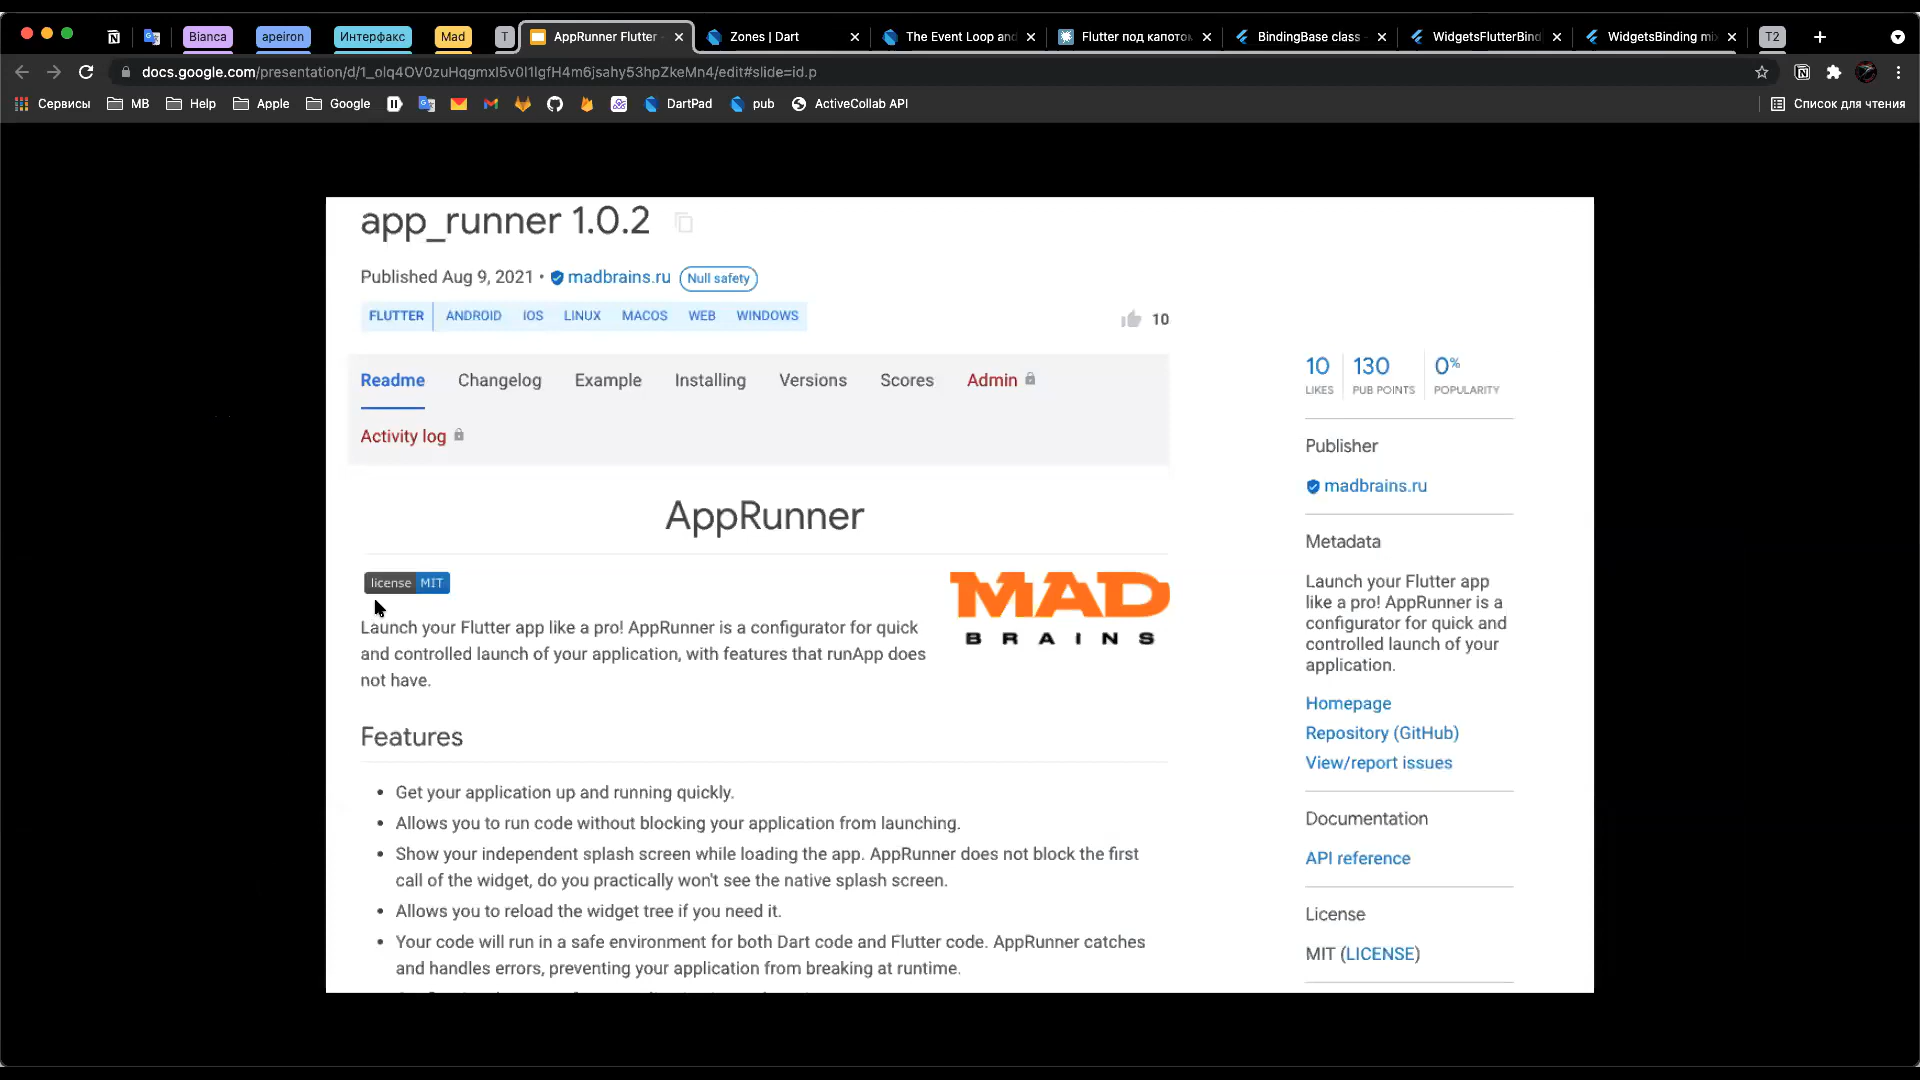 Bianca
apeiron
Интерфакс
Mad
T
AppRunner Flutter
Zones | Dart
The Event Loop and
Flutter под капотом
BindingBase class -
WidgetsFlutterBind
WidgetsBinding mi
T2
docs.google.com/presentation/d/1_olq4OV0zuHqgmxI5v0I1lgfH4m6jsahy53hpZkeMn4/edit#slide=id.p
Сервисы
MB
Help
Apple
Google
DartPad
pub
ActiveCollab API
Список для чтения
app_runner 1.0.2
Published Aug 9, 2021 • madbrains.ru Null safety
FLUTTER ANDROID IOS LINUX MACOS WEB WINDOWS
10
Readme Changelog Example Installing Versions Scores Admin
Activity log
AppRunner
license MIT
MAD
BRAINS
Launch your Flutter app like a pro! AppRunner is a configurator for quick
and controlled launch of your application, with features that runApp does
not have.
Features
• Get your application up and running quickly.
• Allows you to run code without blocking your application from launching.
• Show your independent splash screen while loading the app. AppRunner does not block the first
call of the widget, do you practically won't see the native splash screen.
• Allows you to reload the widget tree if you need it.
• Your code will run in a safe environment for both Dart code and Flutter code. AppRunner catches
and handles errors, preventing your application from breaking at runtime.
10 130 0%
LIKES PUB POINTS POPULARITY
Publisher
madbrains.ru
Metadata
Launch your Flutter app
like a pro! AppRunner is a
configurator for quick and
controlled launch of your
application.
Homepage
Repository (GitHub)
View/report issues
Documentation
API reference
License
MIT (LICENSE)